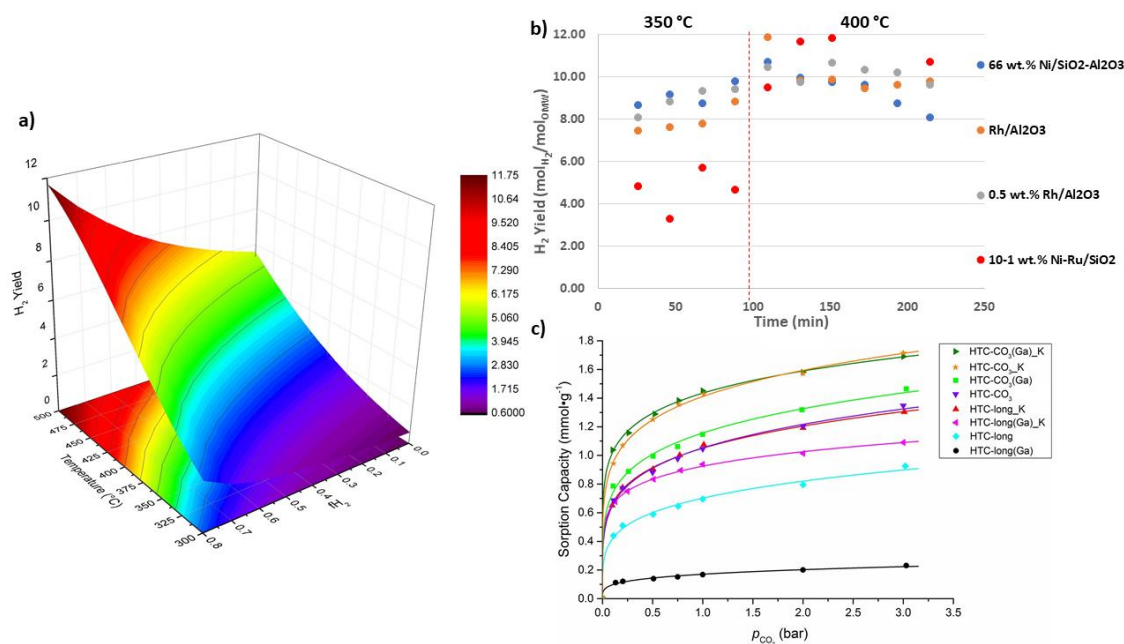 a)
H₂ Yield
12
10
8
6
4
2
0
500
475
450
425
400
375
350
325
300
Temperature (°C)
0.8
0.7
0.6
0.5
0.4
0.3
0.2
0.1
0.0
11.75
10.64
9.520
8.405
7.290
6.175
5.060
3.945
2.830
1.715
0.6000
b)
350 °C
400 °C
H₂ Yield (mol_H2/mol_OMW)
12.00
10.00
8.00
6.00
4.00
2.00
0.00
0
50
100
150
200
250
Time (min)
66 wt.% Ni/SiO2-Al2O3
Rh/Al2O3
0.5 wt.% Rh/Al2O3
10-1 wt.% Ni-Ru/SiO2
c)
Sorption Capacity (mmol•g⁻¹)
1.8
1.6
1.4
1.2
1.0
0.8
0.6
0.4
0.2
0.0
0.0
0.5
1.0
1.5
2.0
2.5
3.0
3.5
p_CO₂ (bar)
HTC-CO₃(Ga)_K
HTC-CO₃_K
HTC-CO₃(Ga)
HTC-CO₃
HTC-long_K
HTC-long(Ga)_K
HTC-long
HTC-long(Ga)